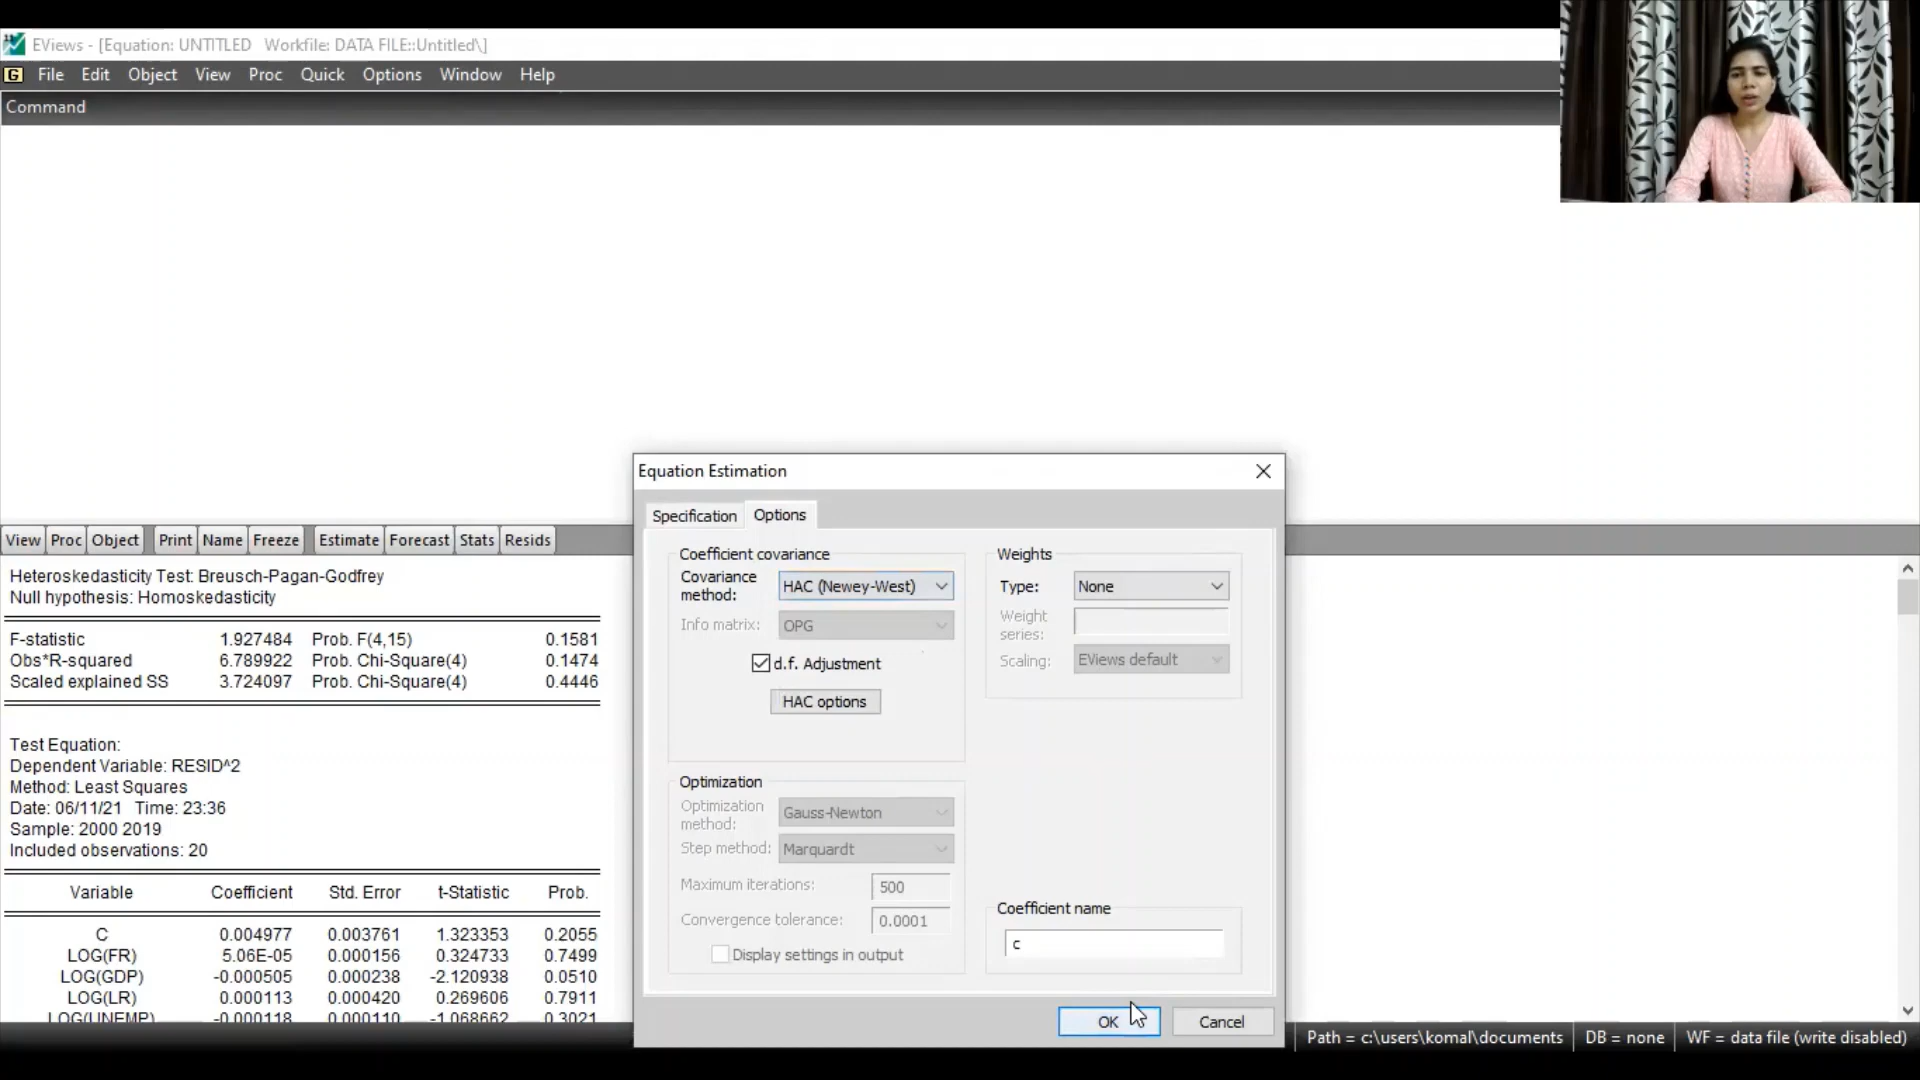 EViews - [Equation: UNTITLED   Workfile: DATA FILE::Untitled\]
G File Edit Object View Proc Quick Options Window Help
Command
View Proc Object Print Name Freeze Estimate Forecast Stats Resids
Heteroskedasticity Test: Breusch-Pagan-Godfrey
Null hypothesis: Homoskedasticity
F-statistic 1.927484 Prob. F(4,15) 0.1581
Obs*R-squared 6.789922 Prob. Chi-Square(4) 0.1474
Scaled explained SS 3.724097 Prob. Chi-Square(4) 0.4446
Test Equation:
Dependent Variable: RESID^2
Method: Least Squares
Date: 06/11/21 Time: 23:36
Sample: 2000 2019
Included observations: 20
Variable Coefficient Std. Error t-Statistic Prob.
C 0.004977 0.003761 1.323353 0.2055
LOG(FR) 5.06E-05 0.000156 0.324733 0.7499
LOG(GDP) -0.000505 0.000238 -2.120938 0.0510
LOG(LR) 0.000113 0.000420 0.269606 0.7911
LOG(UNEMP) -0.000118 0.000110 -1.068662 0.3021
Equation Estimation
Specification Options
Coefficient covariance
Covariance method: HAC (Newey-West)
Info matrix: OPG
d.f. Adjustment
HAC options
Weights
Type: None
Weight series:
Scaling: EViews default
Optimization
Optimization method: Gauss-Newton
Step method: Marquardt
Maximum iterations: 500
Convergence tolerance: 0.0001
Display settings in output
Coefficient name
c
OK Cancel
Path = c:\users\komal\documents DB = none WF = data file (write disabled)